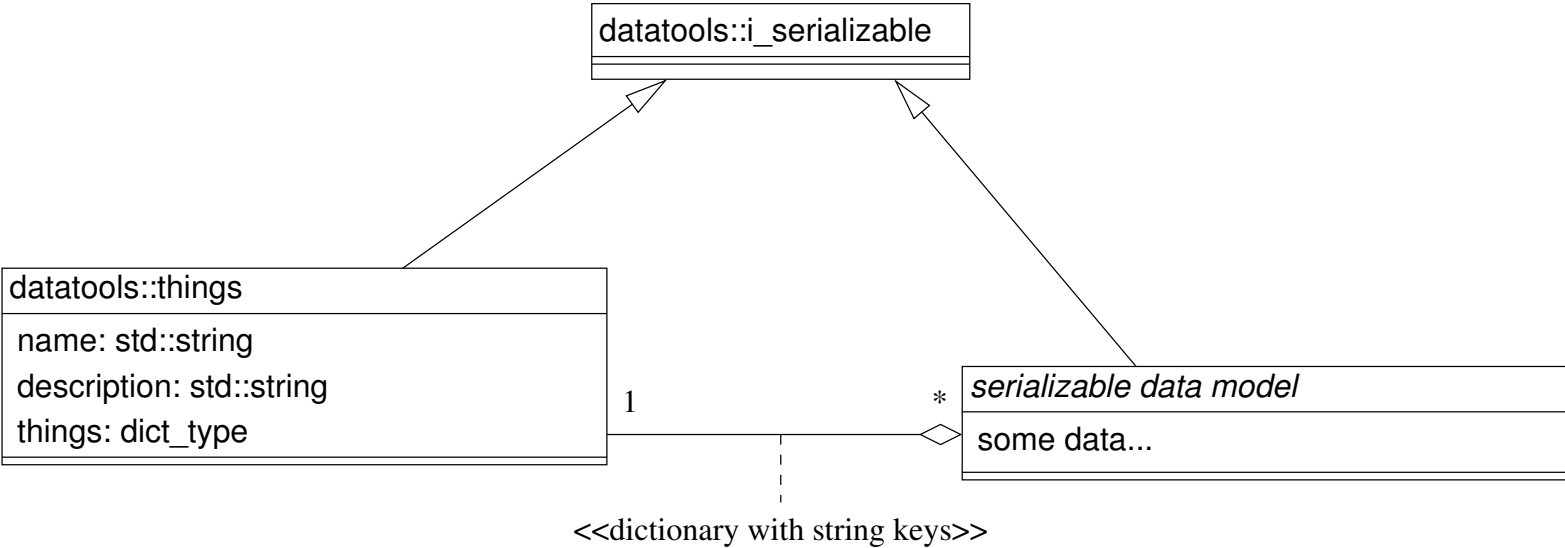 datatools::i_serializable
datatools::things
name: std::string
description: std::string
things: dict_type
1
*
serializable data model
some data...
<<dictionary with string keys>>